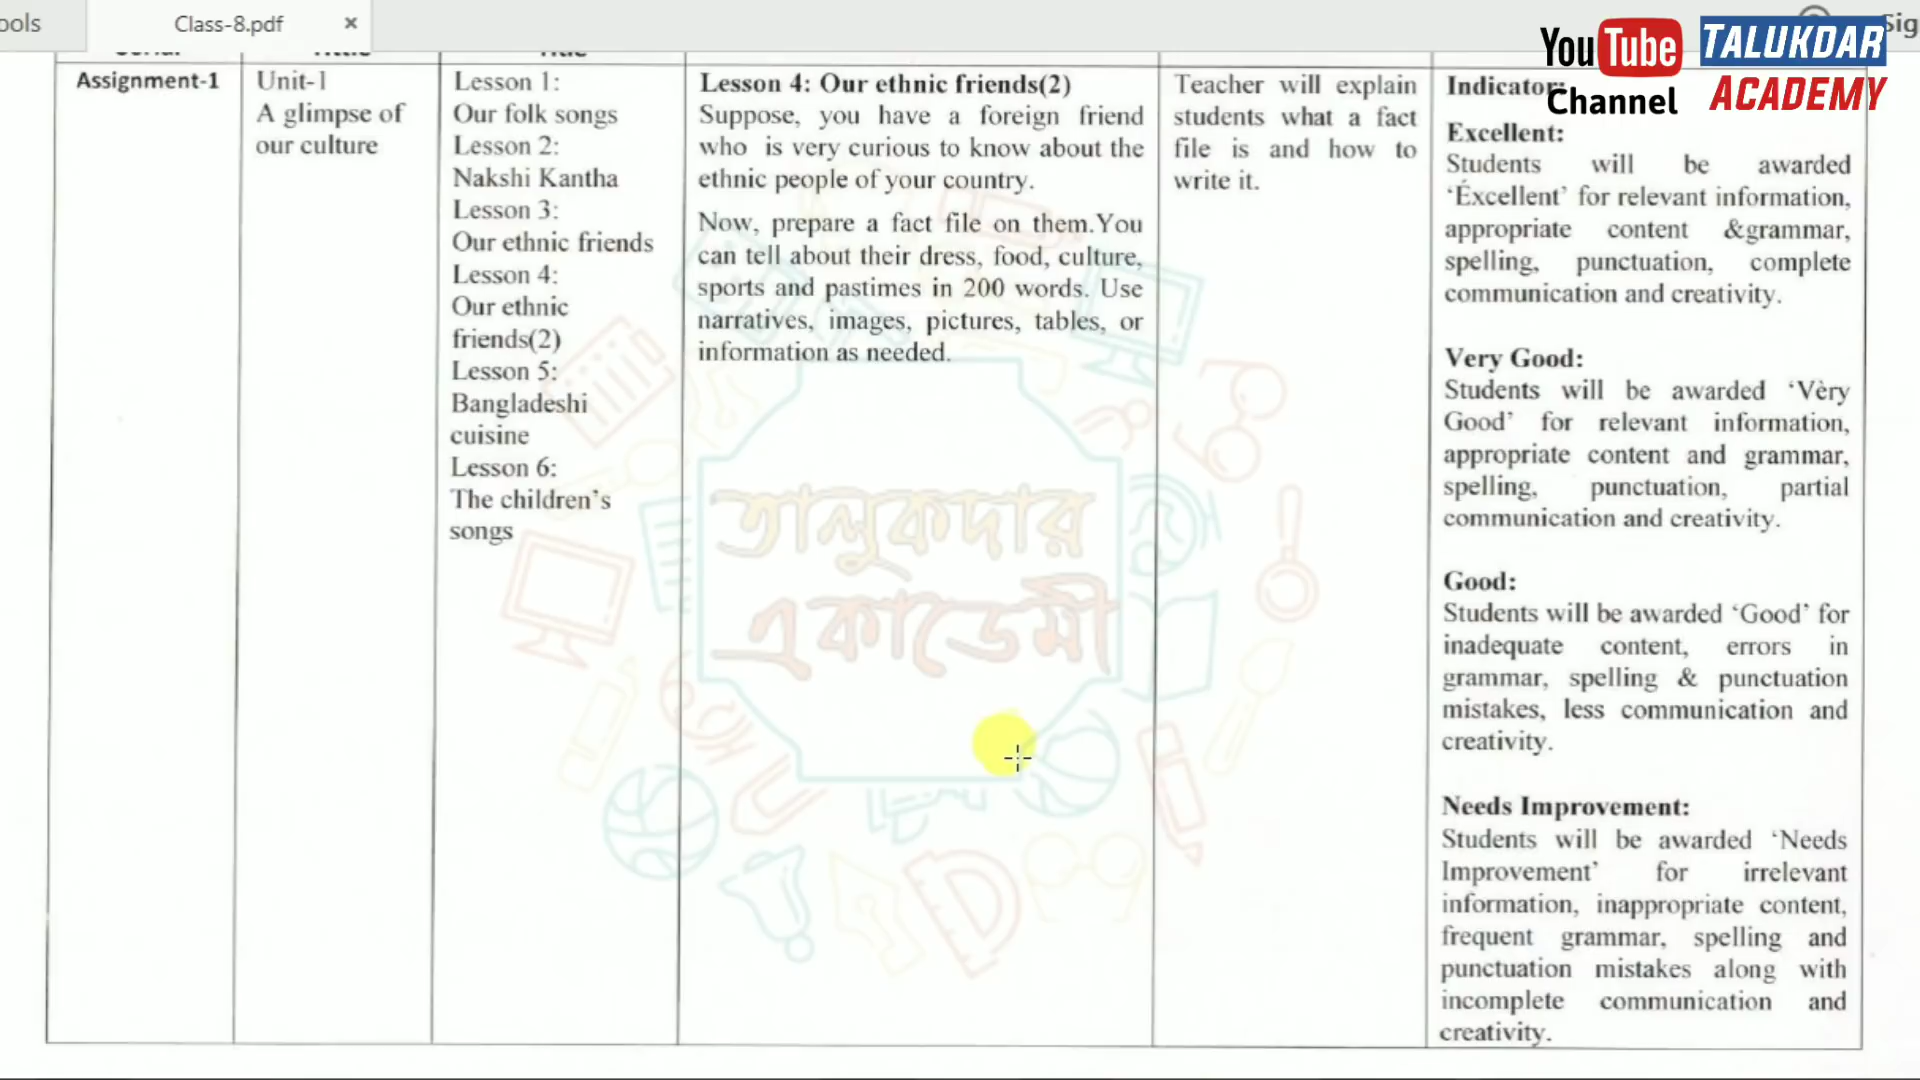 ools
Class-8.pdf ×
Sig
You Tube
Channel
TALUKDAR
ACADEMY
Assignment-1
Unit-1
A glimpse of
our culture
Lesson 1:
Our folk songs
Lesson 2:
Nakshi Kantha
Lesson 3:
Our ethnic friends
Lesson 4:
Our ethnic
friends(2)
Lesson 5:
Bangladeshi
cuisine
Lesson 6:
The children's
songs
Lesson 4: Our ethnic friends(2)
Suppose, you have a foreign friend
who is very curious to know about the
ethnic people of your country.
Now, prepare a fact file on them.You
can tell about their dress, food, culture,
sports and pastimes in 200 words. Use
narratives, images, pictures, tables, or
information as needed.
তালুকদার
একাডেমী
Teacher will explain
students what a fact
file is and how to
write it.
Indicator:
Excellent:
Students will be awarded
‘Éxcellent’ for relevant information,
appropriate content &grammar,
spelling, punctuation, complete
communication and creativity.
Very Good:
Students will be awarded ‘Vèry
Good’ for relevant information,
appropriate content and grammar,
spelling, punctuation, partial
communication and creativity.
Good:
Students will be awarded ‘Good’ for
inadequate content, errors in
grammar, spelling & punctuation
mistakes, less communication and
creativity.
Needs Improvement:
Students will be awarded ‘Needs
Improvement’ for irrelevant
information, inappropriate content,
frequent grammar, spelling and
punctuation mistakes along with
incomplete communication and
creativity.